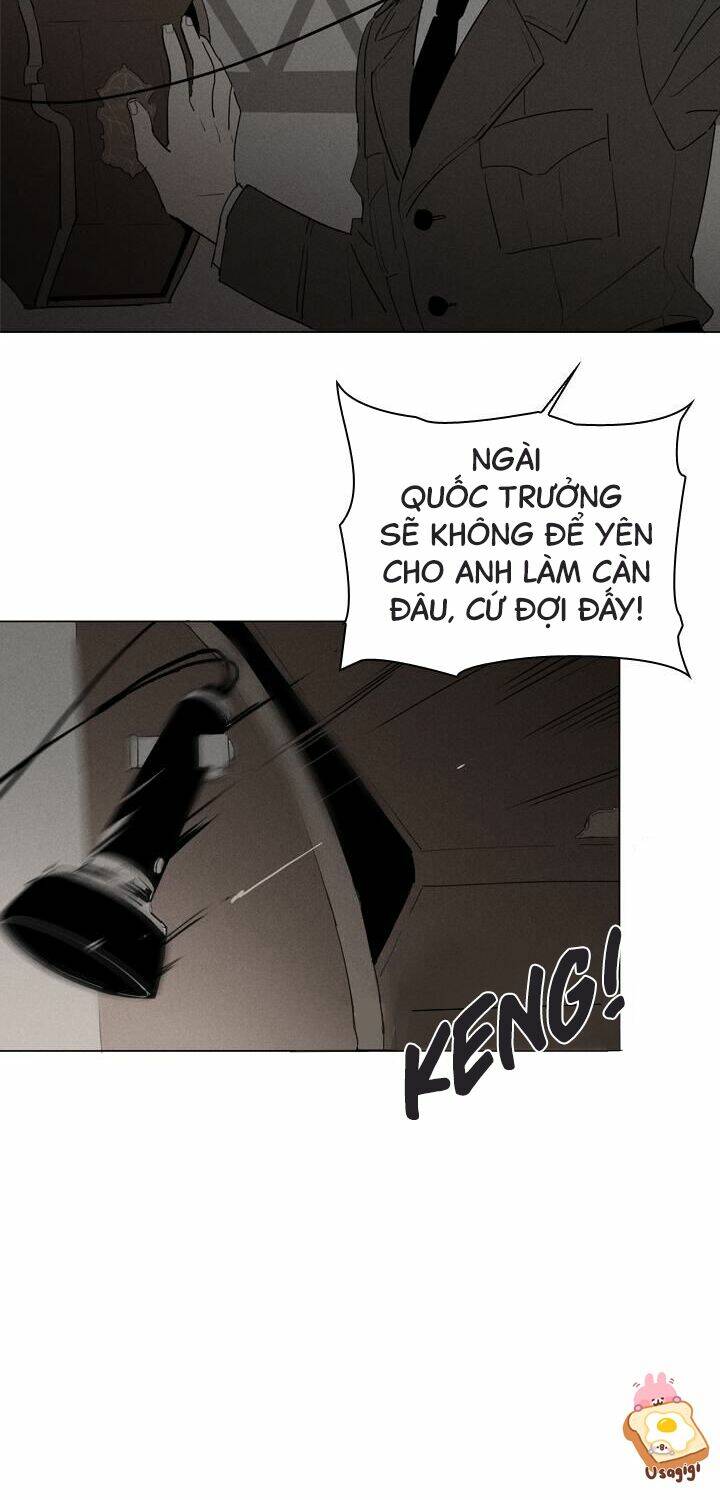 NGÀI
QUỐC TRƯỞNG
SẼ KHÔNG ĐỂ YÊN
CHO ANH LÀM CÀN
ĐÂU, CỨ ĐỢI ĐẤY!
KENG!
Usagigi